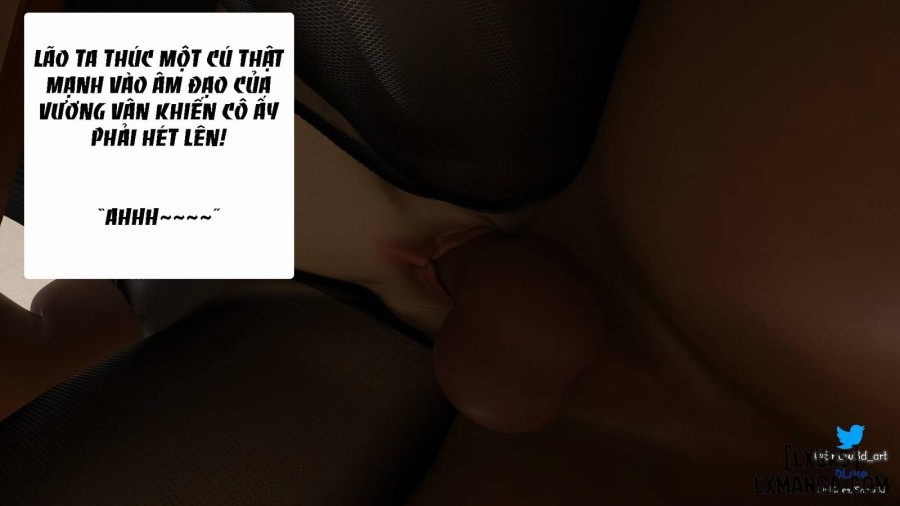 LÃO TA THÚC MỘT CÚ THẬT
MẠNH VÀO ÂM ĐẠO CỦA
VƯƠNG VÂN KHIẾN CÔ ẤY
PHẢI HÉT LÊN!
"AHHH~~~~"
LXMANGA.COM